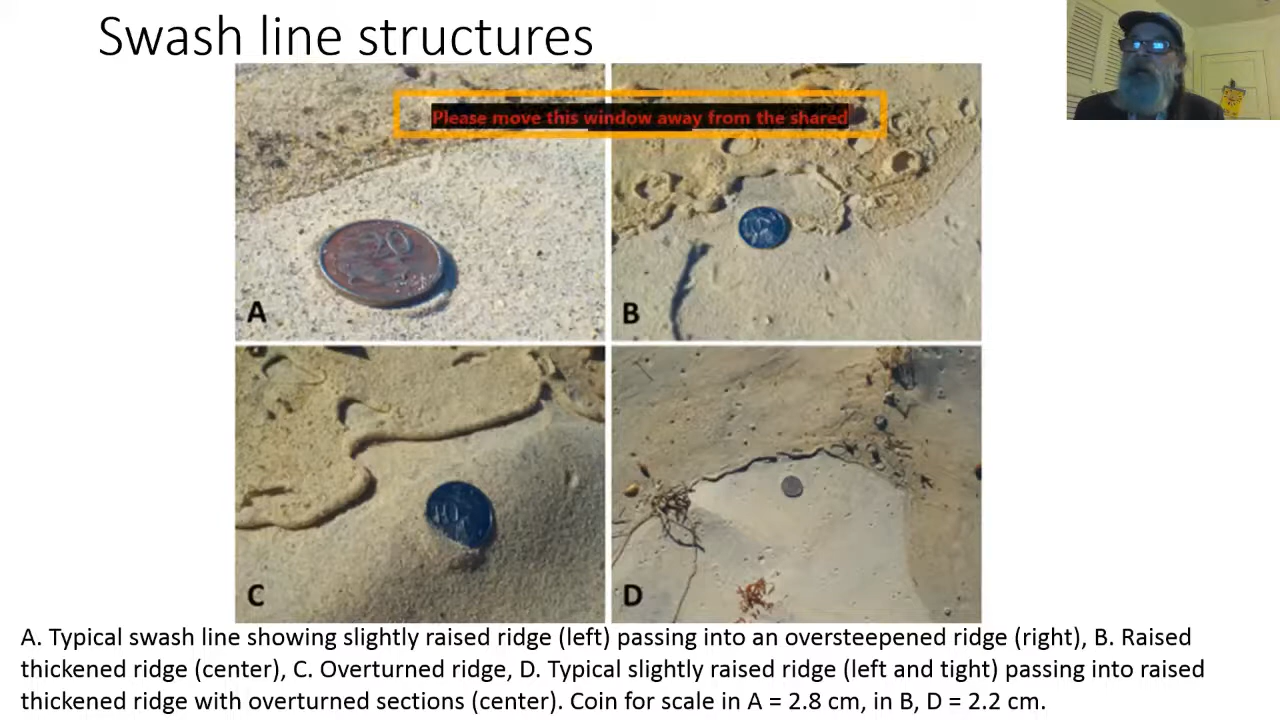 Swash line structures
Please move this window away from the shared
20
A
B
C
D
A. Typical swash line showing slightly raised ridge (left) passing into an oversteepened ridge (right), B. Raised
thickened ridge (center), C. Overturned ridge, D. Typical slightly raised ridge (left and tight) passing into raised
thickened ridge with overturned sections (center). Coin for scale in A = 2.8 cm, in B, D = 2.2 cm.